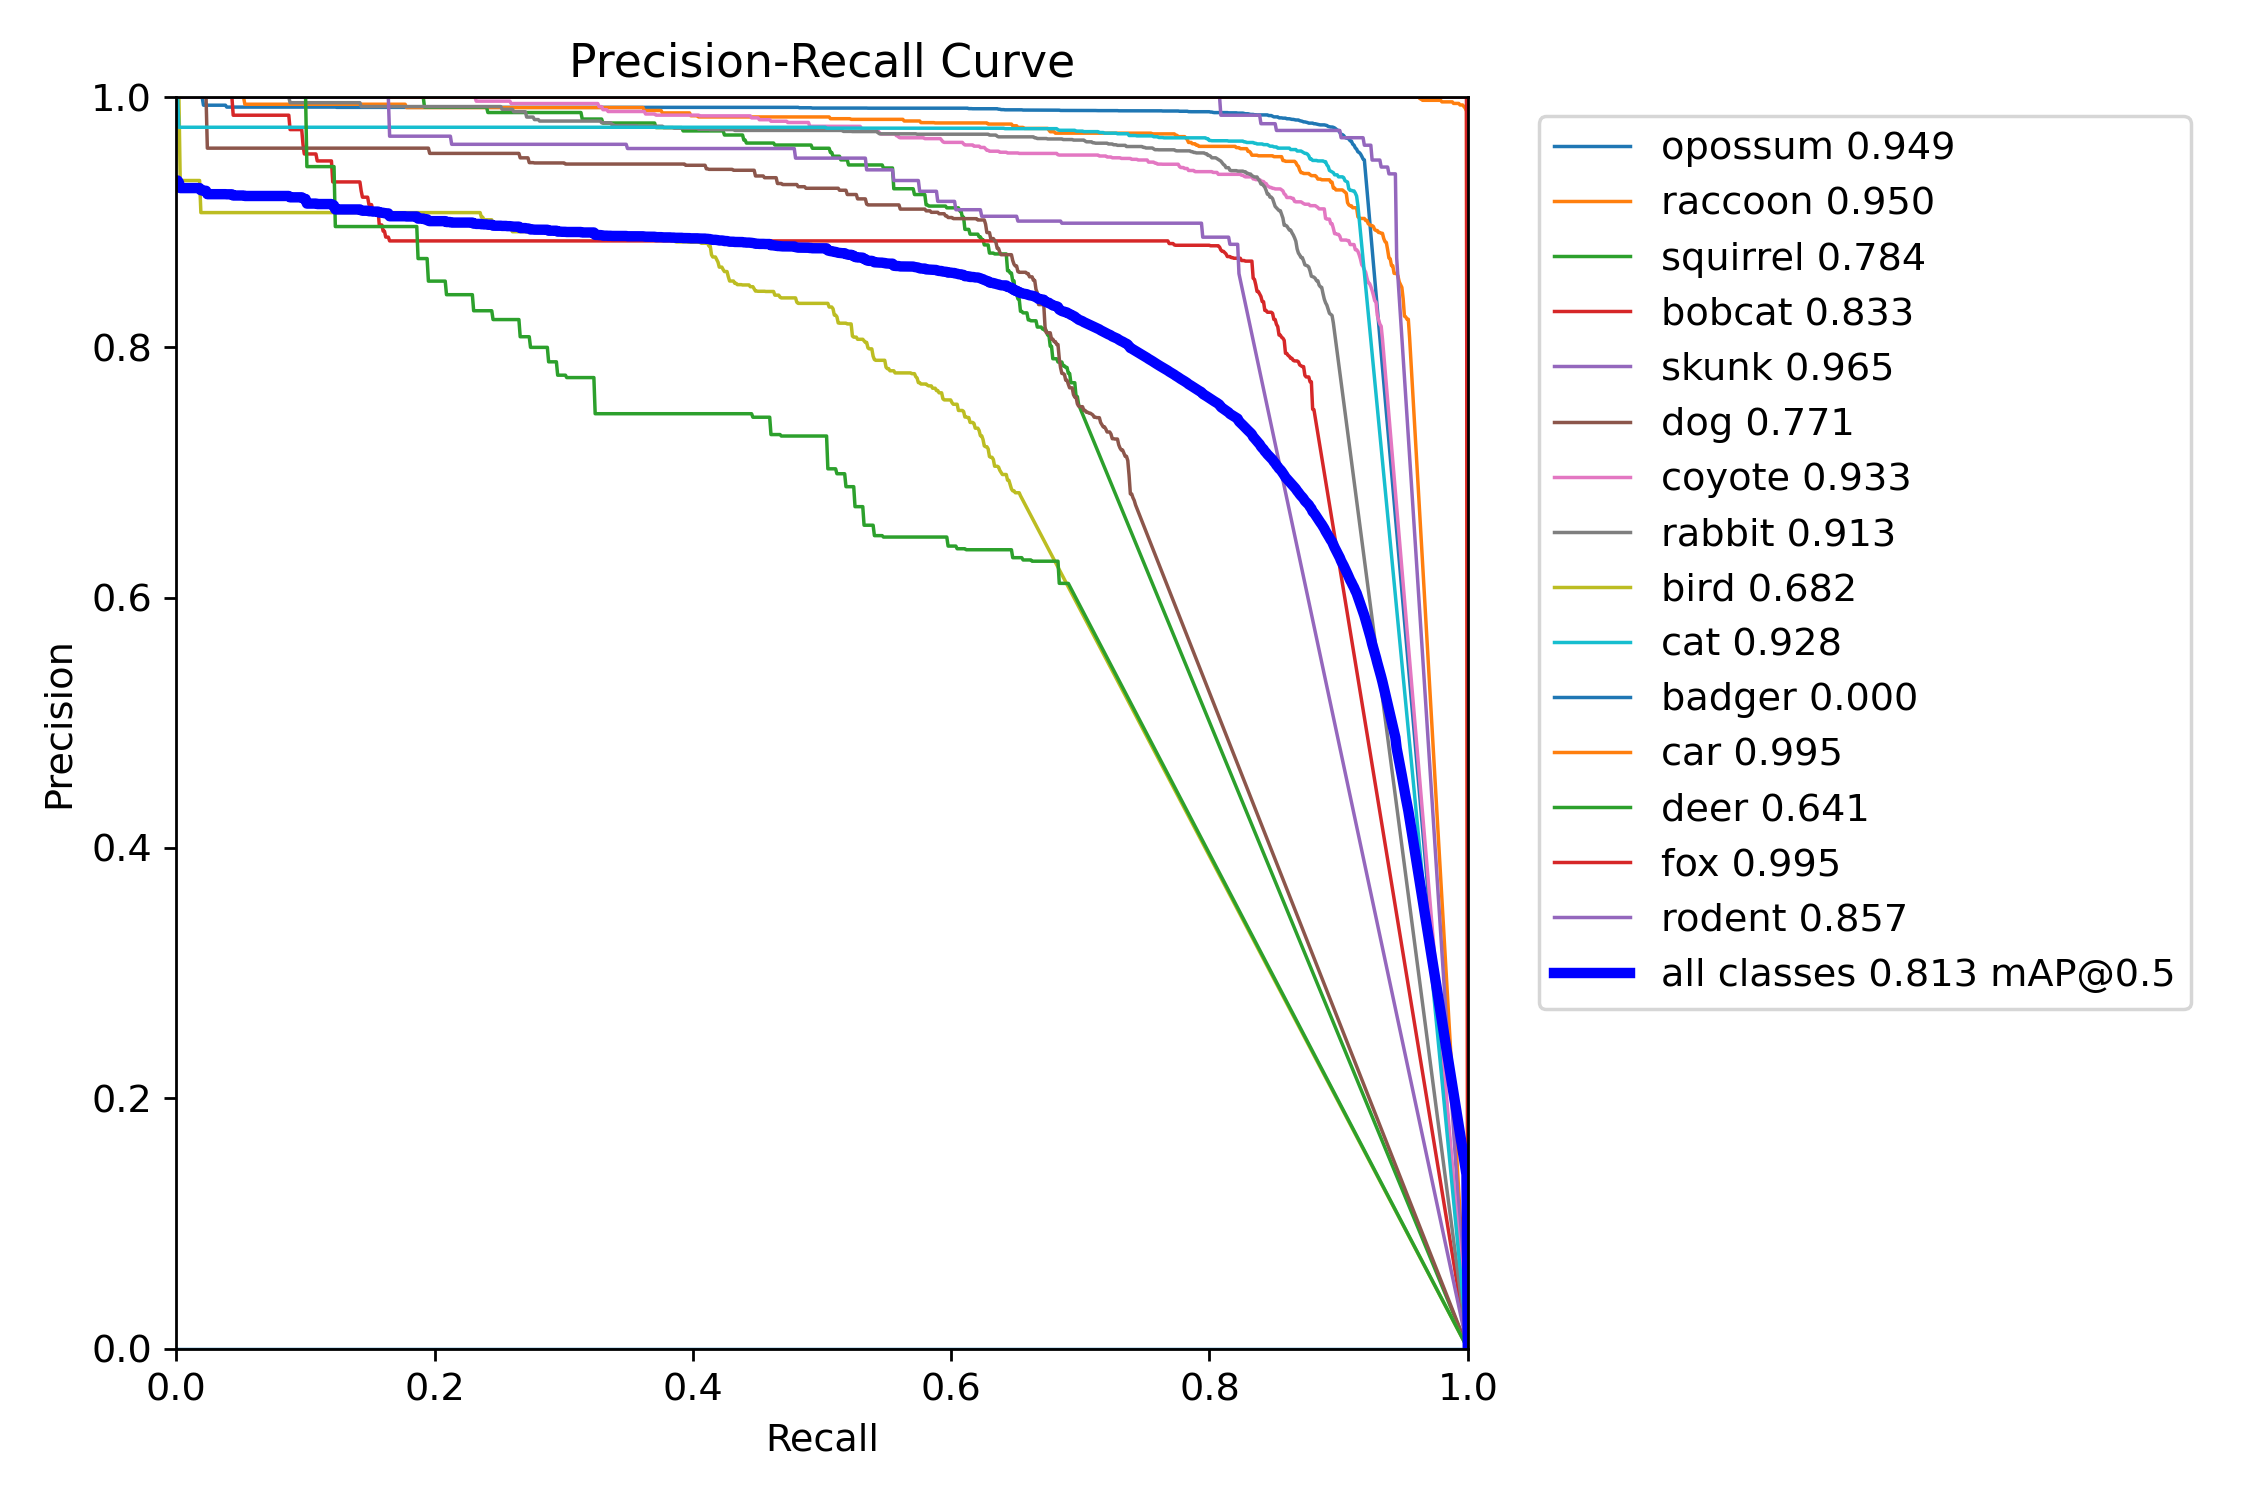 Precision-Recall Curve
1.0
0.8
0.6
0.4
0.2
0.0
Precision
0.0 0.2 0.4 0.6 0.8 1.0
Recall
opossum 0.949
raccoon 0.950
squirrel 0.784
bobcat 0.833
skunk 0.965
dog 0.771
coyote 0.933
rabbit 0.913
bird 0.682
cat 0.928
badger 0.000
car 0.995
deer 0.641
fox 0.995
rodent 0.857
all classes 0.813 mAP@0.5